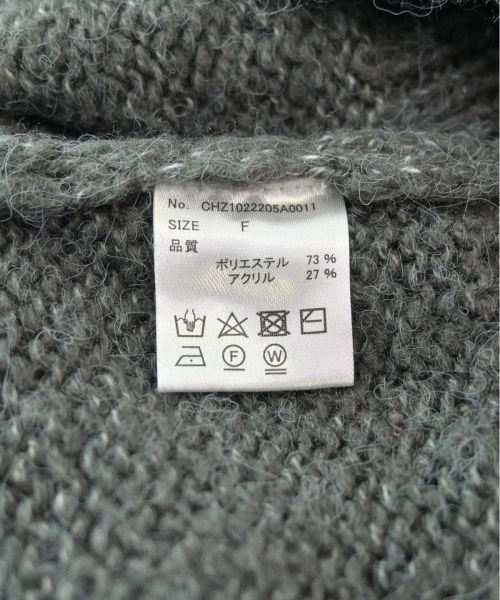 No. CHZ1022205A0011
SIZE F
品質
ポリエステル 73 %
アクリル 27 %
F W